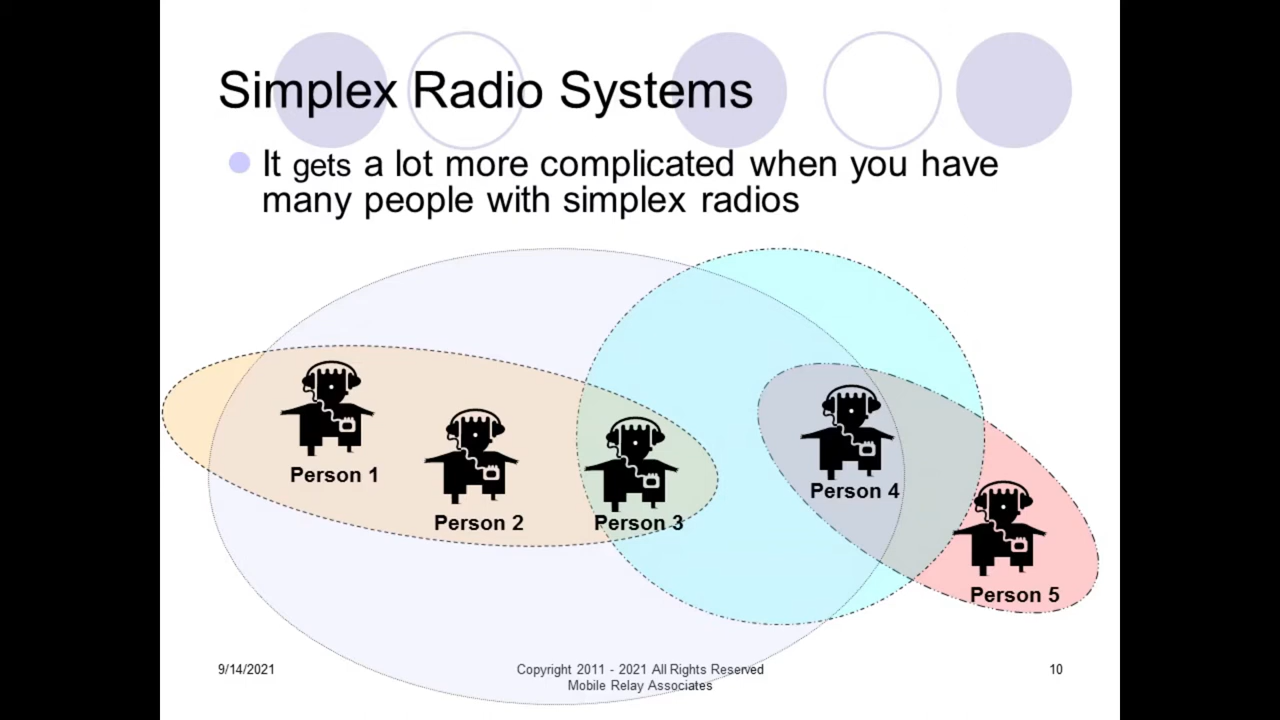 Simplex Radio Systems
It gets a lot more complicated when you have
many people with simplex radios
Person 1
Person 2
Person 3
Person 4
Person 5
9/14/2021
Copyright 2011 - 2021 All Rights Reserved
Mobile Relay Associates
10